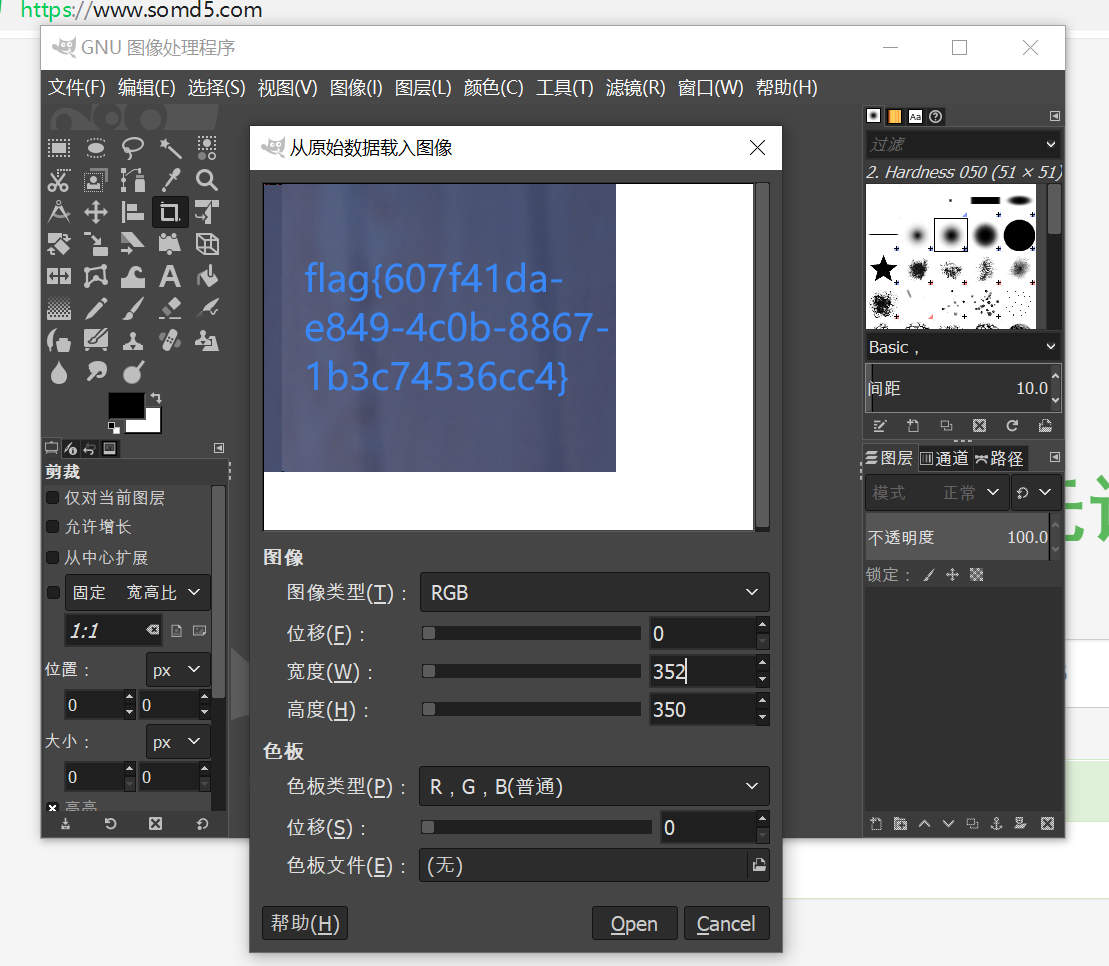 https://www.somd5.com
GNU 图像处理程序
文件(F) 编辑(E) 选择(S) 视图(V) 图像(I) 图层(L) 颜色(C) 工具(T) 滤镜(R) 窗口(W) 帮助(H)
从原始数据载入图像
flag{607f41da-
e849-4c0b-8867-
1b3c74536cc4}
图像
图像类型(T)： RGB
位移(F)： 0
宽度(W)： 352
高度(H)： 350
色板
色板类型(P)： R，G，B(普通)
位移(S)： 0
色板文件(E)： (无)
帮助(H) Open Cancel
剪裁
仅对当前图层
允许增长
从中心扩展
固定 宽高比
1:1
位置： px
0 0
大小： px
0 0
高亮
Aa
过滤
2. Hardness 050 (51 × 51)
Basic，
间距 10.0
图层 通道 路径
模式 正常
不透明度 100.0
锁定：